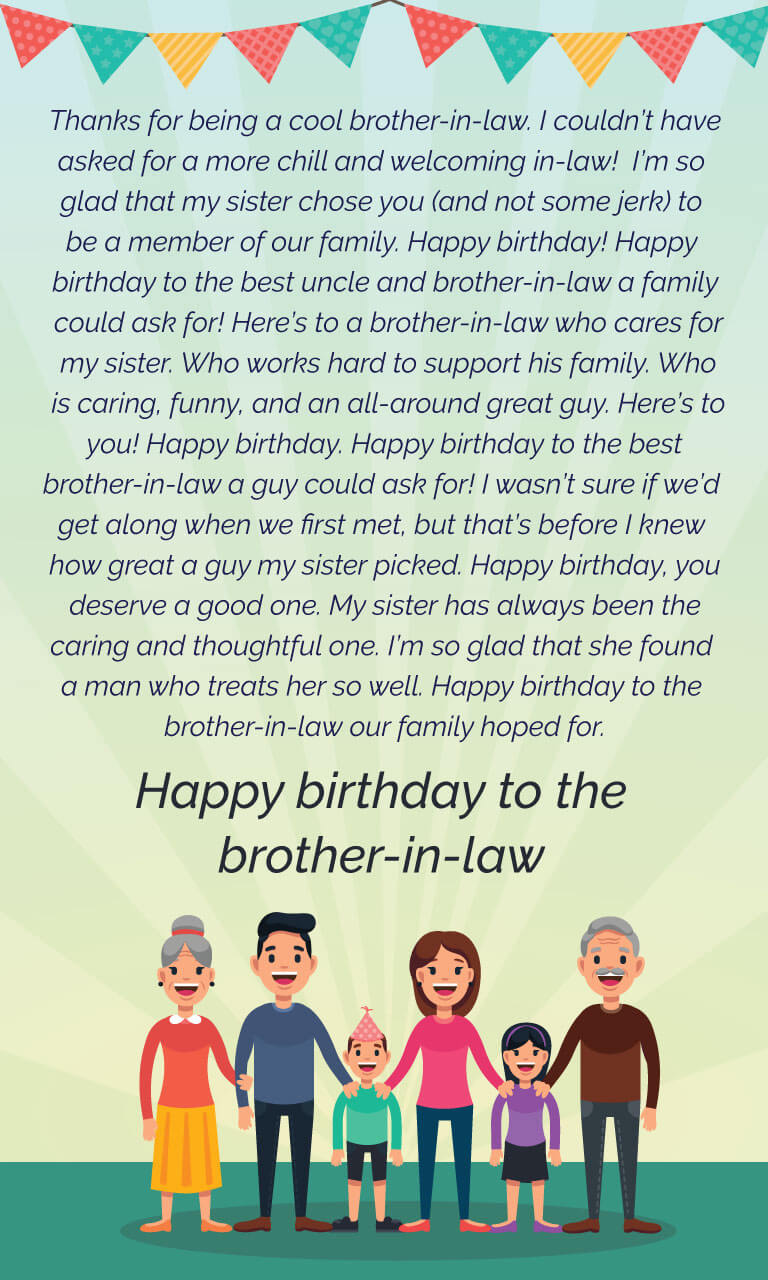 Thanks for being a cool brother-in-law. I couldn't have
asked for a more chill and welcoming in-law!  I'm so
glad that my sister chose you (and not some jerk) to
be a member of our family. Happy birthday! Happy
birthday to the best uncle and brother-in-law a family
could ask for! Here's to a brother-in-law who cares for
my sister. Who works hard to support his family. Who
is caring, funny, and an all-around great guy. Here's to
you! Happy birthday. Happy birthday to the best
brother-in-law a guy could ask for! I wasn't sure if we'd
get along when we first met, but that's before I knew
how great a guy my sister picked. Happy birthday, you
deserve a good one. My sister has always been the
caring and thoughtful one. I'm so glad that she found
a man who treats her so well. Happy birthday to the
brother-in-law our family hoped for.
Happy birthday to the
brother-in-law